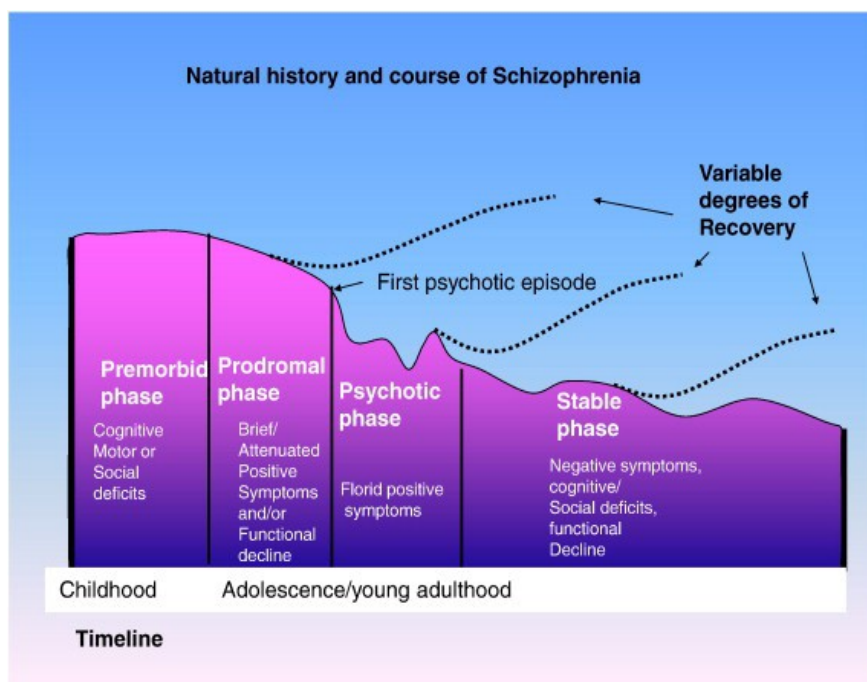 Natural history and course of Schizophrenia
Variable
degrees of
Recovery
First psychotic episode
Premorbid
phase
Cognitive
Motor or
Social
deficits
Prodromal
phase
Brief/
Attenuated
Positive
Symptoms
and/or
Functional
decline
Psychotic
phase
Florid positive
symptoms
Stable
phase
Negative symptoms,
cognitive/
Social deficits,
functional
Decline
Childhood
Adolescence/young adulthood
Timeline